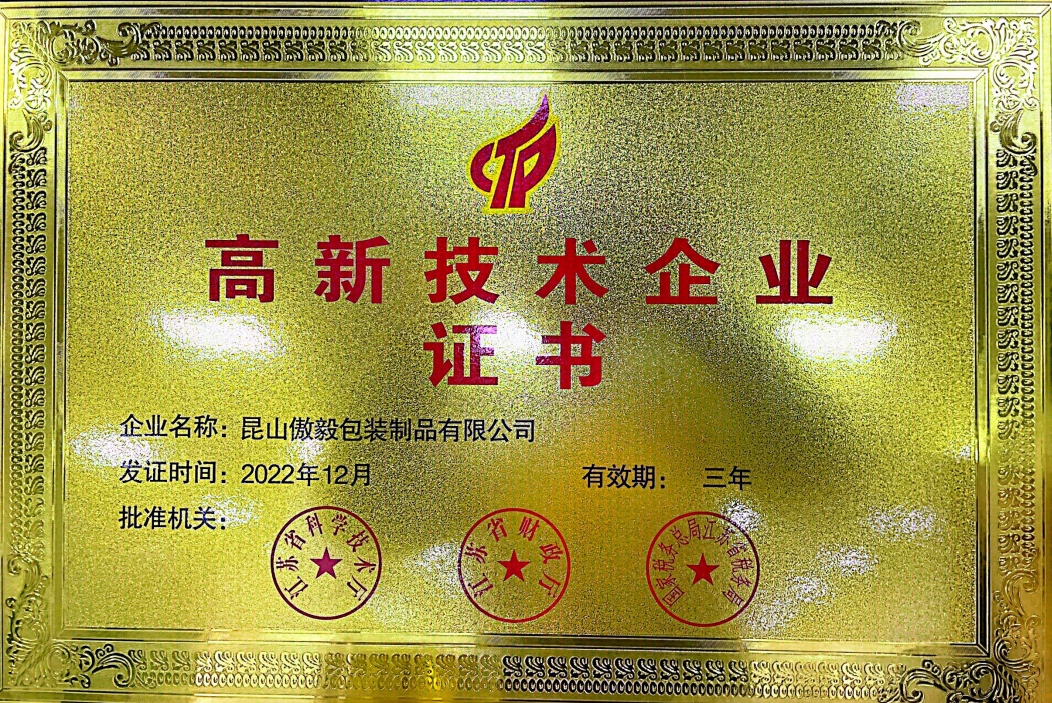 CTP
高新技术企业
证书
企业名称：昆山傲毅包装制品有限公司
发证时间：2022年12月
有效期： 三年
批准机关：
江苏省科学技术厅
江苏省财政厅
国家税务总局江苏省税务局